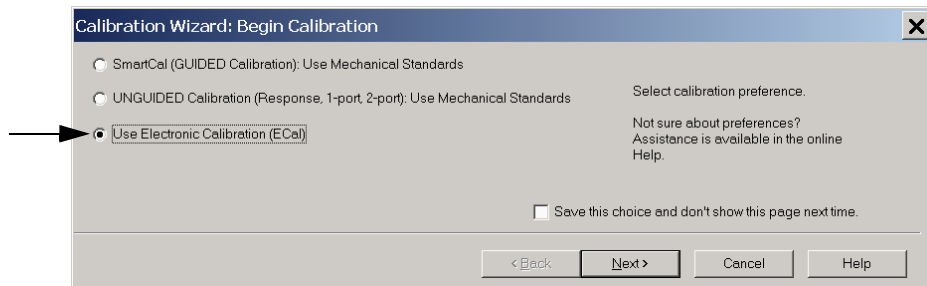 Calibration Wizard: Begin Calibration
SmartCal (GUIDED Calibration): Use Mechanical Standards
UNGUIDED Calibration (Response, 1-port, 2-port): Use Mechanical Standards
Use Electronic Calibration (ECal)
Select calibration preference.
Not sure about preferences?
Assistance is available in the online
Help.
Save this choice and don't show this page next time.
< Back
Next >
Cancel
Help